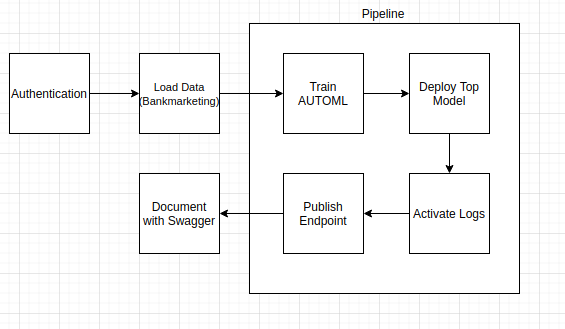 Pipeline
Authentication
Load Data
(Bankmarketing)
Train
AUTOML
Deploy Top
Model
Document
with Swagger
Publish
Endpoint
Activate Logs